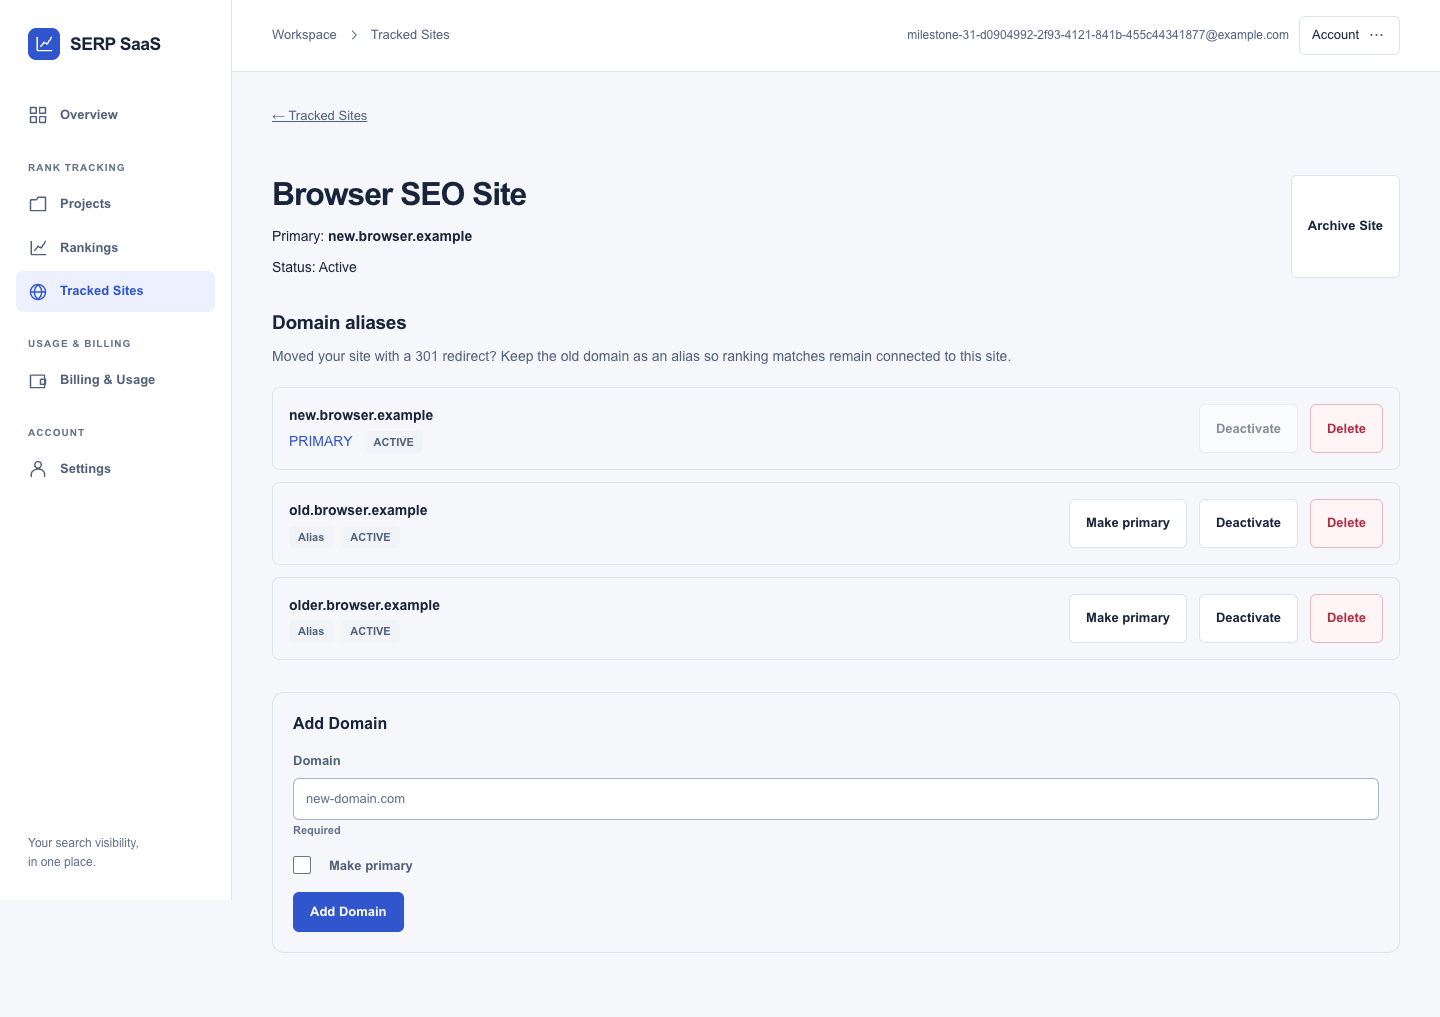 SERP SaaS
Overview
RANK TRACKING
Projects
Rankings
Tracked Sites
USAGE & BILLING
Billing & Usage
ACCOUNT
Settings
Your search visibility,
in one place.
Workspace > Tracked Sites
milestone-31-d0904992-2f93-4121-841b-455c44341877@example.com
Account ···
← Tracked Sites
Browser SEO Site
Primary: new.browser.example
Status: Active
Archive Site
Domain aliases
Moved your site with a 301 redirect? Keep the old domain as an alias so ranking matches remain connected to this site.
new.browser.example
PRIMARY ACTIVE
Deactivate Delete
old.browser.example
Alias ACTIVE
Make primary Deactivate Delete
older.browser.example
Alias ACTIVE
Make primary Deactivate Delete
Add Domain
Domain
new-domain.com
Required
Make primary
Add Domain